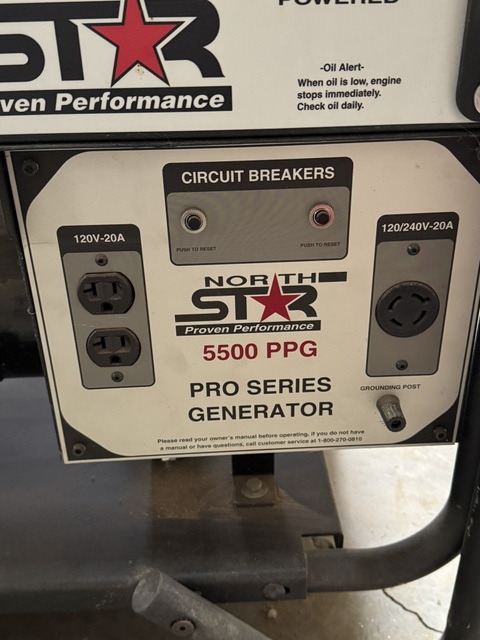 POWERED
STAR
Proven Performance
-Oil Alert-
When oil is low, engine
stops immediately.
Check oil daily.
CIRCUIT BREAKERS
PUSH TO RESET
PUSH TO RESET
120V-20A
120/240V-20A
NORTH
STAR
Proven Performance
5500 PPG
GROUNDING POST
PRO SERIES
GENERATOR
Please read your owner's manual before operating, if you do not have
a manual or have questions, call customer service at 1-800-270-0810